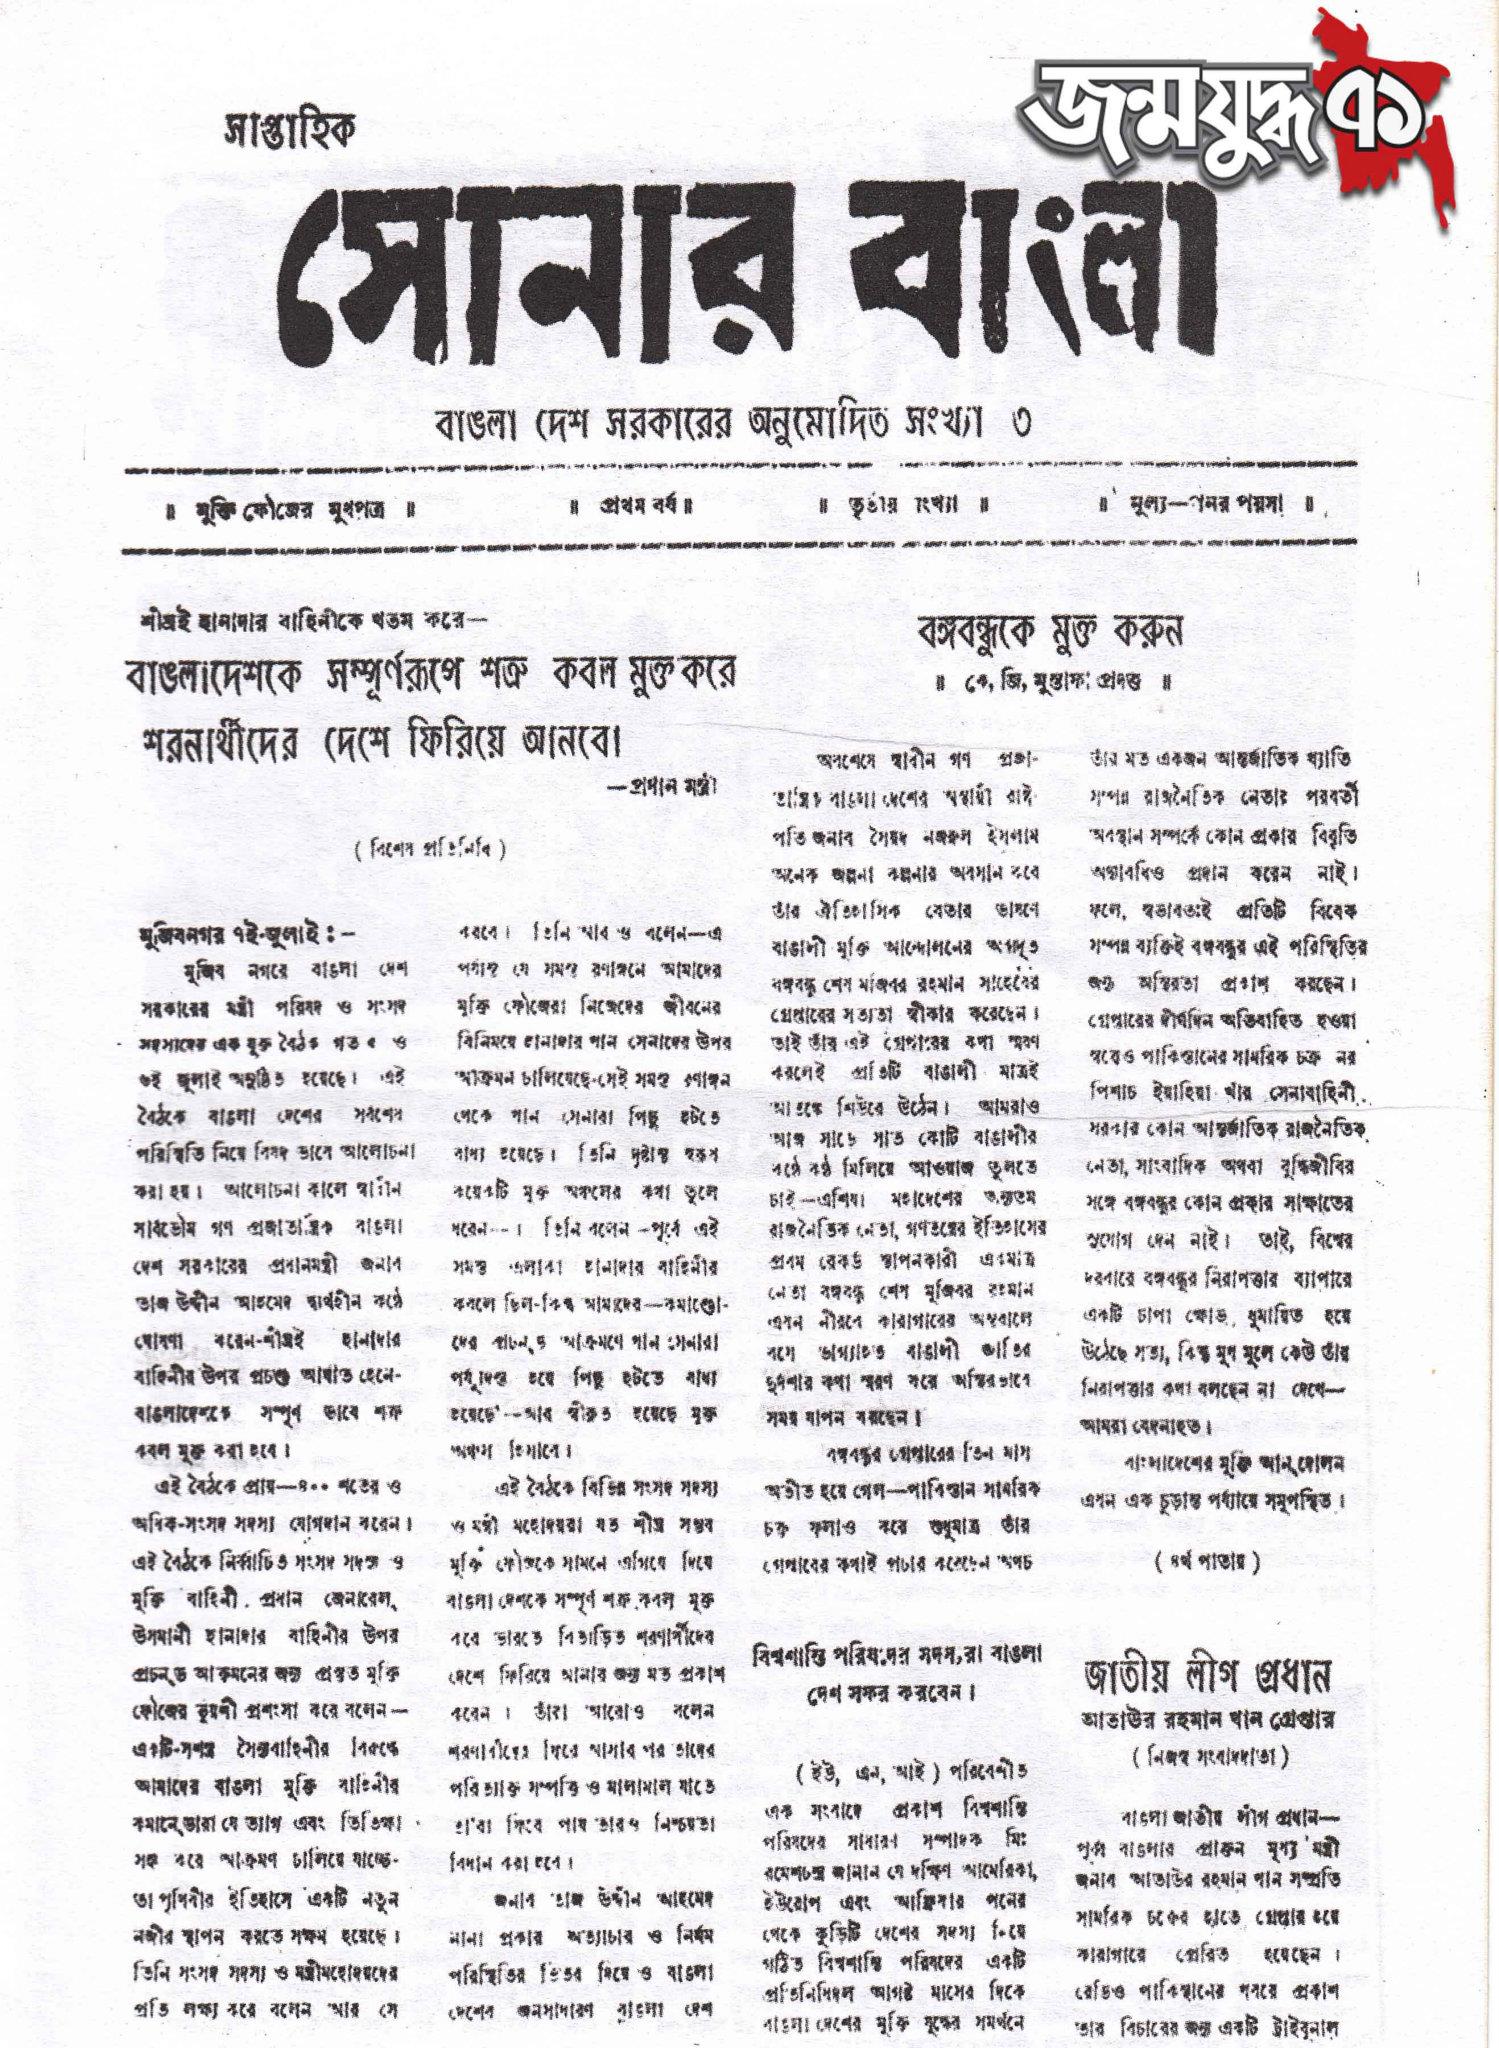 জন্মযুদ্ধ ৭১
সাপ্তাহিক
সোনার বাংলা
বাঙলা দেশ সরকারের অনুমোদিত সংখ্যা ৩
॥ মুক্তি ফৌজের মুখপত্র ॥ ॥ প্রথম বর্ষ ॥ ॥ তৃতীয় সংখ্যা ॥ ॥ মূল্য—পনর পয়সা ॥
শীঘ্রই হানাদার বাহিনীকে খতম করে—
বাঙলাদেশকে সম্পূর্ণরূপে শত্রু কবল মুক্ত করে
শরনার্থীদের দেশে ফিরিয়ে আনবে।
—প্রধান মন্ত্রী
( বিশেষ প্রতিনিধি )
মুজিবনগর ৭ই-জুলাই :–
মুজিব নগরে বাঙলা দেশ
সরকারের মন্ত্রী পরিষদ ও সংসদ
সদস্যদের এক যুক্ত বৈঠক গত ৫ ও
৬ই জুলাই অনুষ্ঠিত হয়েছে। এই
বৈঠকে বাঙলা দেশের সর্বশেষ
পরিস্থিতি নিয়ে বিষদ ভাবে আলোচনা
করা হয়। আলোচনা কালে স্বাধীন
সার্বভৌম গণ প্রজাতান্ত্রিক বাঙলা
দেশ সরকারের প্রধানমন্ত্রী জনাব
তাজ উদ্দীন আহমেদ দ্ব্যর্থহীন কণ্ঠে
ঘোষণা করেন-শীঘ্রই হানাদার
বাহিনীর উপর প্রচণ্ড আঘাত হেনে-
বাঙলাদেশকে সম্পূর্ণ ভাবে শত্রু
কবল মুক্ত করা হবে।
এই বৈঠকে প্রায়—৪০০ শতের ও
অধিক-সংসদ সদস্য যোগদান করেন।
এই বৈঠকে নির্ব্বাচিত সংসদ সদস্য ও
মুক্তি বাহিনী প্রধান জেনারেল,
উসমানী হানাদার বাহিনীর উপর
প্রচন্ড আক্রমনের জন্য প্রস্তুত মুক্তি
ফৌজের ভূয়শী প্রশংসা করে বলেন—
একটি-সশস্ত্র সৈন্যবাহিনীর বিরুদ্ধে
আমাদের বাঙলা মুক্তি বাহিনীর
কমান্ডোরা যে ত্যাগ এবং তিতিক্ষা
সহ্য করে আক্রমণ চালিয়ে যাচ্ছে-
তা পৃথিবীর ইতিহাসে একটি নতুন
নজীর স্থাপন করতে সক্ষম হয়েছে।
তিনি সংসদ সদস্য ও মন্ত্রীমহোদয়দের
প্রতি লক্ষ্য করে বলেন আর সে
করবে। তিনি আর ও বলেন—এ
পর্যন্ত যে সমস্ত রণাঙ্গনে আমাদের
মুক্তি ফৌজেরা নিজেদের জীবনের
বিনিময়ে হানাদার পান সেনাদের উপর
আক্রমন চালিয়েছে-সেই সমস্ত রণাঙ্গন
থেকে পান সেনারা পিছু হটতে
বাধ্য হয়েছে। তিনি দৃষ্টান্ত স্বরূপ
কয়েকটি মুক্ত অঞ্চলের কথা তুলে
ধরেন—। তিনি বলেন—পূর্বে এই
সমস্ত এলাকা হানাদার বাহিনীর
কবলে ছিল-কিন্তু আমাদের—কমাণ্ডো-
দের প্রচন্ড আক্রমণে পান সেনারা
পর্যুদস্ত হয়ে পিছু হটতে বাধ্য
হয়েছে—আর স্বীকৃত হয়েছে মুক্ত
অঞ্চল হিসাবে।
এই বৈঠকে বিভিন্ন সংসদ সদস্য
ও মন্ত্রী মহোদয়রা যত শীঘ্র সম্ভব
মুক্তি ফৌজকে সামনে এগিয়ে দিয়ে
বাঙলা দেশকে সম্পূর্ণ শত্রু কবল মুক্ত
করে ভারতে বিতাড়িত শরণার্থীদের
দেশে ফিরিয়ে আনার জন্য মত প্রকাশ
করেন। তাঁরা আরোও বলেন
শরণার্থীদের ফিরে আসার পর তাদের
পরিত্যাক্ত সম্পত্তি ও মালামাল যাতে
তারা ফিরে পায় তারও নিশ্চয়তা
বিধান করা হবে।
জনাব তাজ উদ্দীন আহমেদ
নানা প্রকার অত্যাচার ও নির্মম
পরিস্থিতির ভিতর দিয়ে ও বাঙলা
দেশের জনসাধারণ বাঙলা দেশ
বঙ্গবন্ধুকে মুক্ত করুন
॥ কে, জি, মুস্তাফা প্রদত্ত ॥
অবশেষে স্বাধীন গণ প্রজা-
তান্ত্রিক বাঙলা দেশের অস্থায়ী রাষ্ট্র-
পতি জনাব সৈয়দ নজরুল ইসলাম
অনেক জল্পনা কল্পনার অবসান করে
তাঁর ঐতিহাসিক বেতার ভাষণে
বাঙালী মুক্তি আন্দোলনের অগ্রদূত
বঙ্গবন্ধু শেখ মজিবর রহমান সাহেবের
গ্রেপ্তারের সত্যতা স্বীকার করেছেন।
তাই তাঁর এই গ্রেপ্তারের কথা স্মরণ
করলেই প্রতিটি বাঙালী মাত্রই
আতঙ্কে শিউরে উঠেন। আমরাও
আজ সাড়ে সাত কোটি বাঙালীর
কণ্ঠে কণ্ঠ মিলিয়ে আওয়াজ তুলতে
চাই—এশিয়া মহাদেশের অন্যতম
রাজনৈতিক নেতা, গণতন্ত্রের ইতিহাসের
প্রথম রেকর্ড স্থাপনকারী একমাত্র
নেতা বঙ্গবন্ধু শেখ মুজিবর রহমান
এখন নীরবে কারাগারের অন্তরালে
বসে ভাগ্যাহত বাঙালী জাতির
দুর্দশার কথা স্মরণ করে অস্থিরভাবে
সময় যাপন করছেন।
বঙ্গবন্ধুর গ্রেপ্তারের তিন মাস
অতীত হয়ে গেল—পাকিস্তান সামরিক
চক্র ফলাও করে শুধুমাত্র তাঁর
গ্রেপ্তারের কথাই প্রচার করেছেন অথচ
তাঁর মত একজন আন্তর্জাতিক খ্যাতি
সম্পন্ন রাজনৈতিক নেতার পরবর্তী
অবস্থান সম্পর্কে কোন প্রকার বিবৃতি
অদ্যাবধিও প্রদান করেন নাই।
ফলে, স্বভাবতঃই প্রতিটি বিবেক
সম্পন্ন ব্যক্তিই বঙ্গবন্ধুর এই পরিস্থিতির
জন্য অস্থিরতা প্রকাশ করছেন।
গ্রেপ্তারের দীর্ঘদিন অতিবাহিত হওয়া
স্বত্বেও পাকিস্তানের সামরিক চক্র নর
পিশাচ ইয়াহিয়া খাঁর সেনাবাহিনী
সরকার কোন আন্তর্জাতিক রাজনৈতিক
নেতা, সাংবাদিক অথবা বুদ্ধিজীবির
সঙ্গে বঙ্গবন্ধুর কোন প্রকার সাক্ষাতের
সুযোগ দেন নাই। তাই, বিশ্বের
দরবারে বঙ্গবন্ধুর নিরাপত্তার ব্যাপারে
একটি চাপা ক্ষোভ ধুমায়িত হয়ে
উঠেছে সত্য, কিন্তু মুখ খুলে কেউ তাঁর
নিরাপত্তার কথা বলছেন না দেখে—
আমরা বেদনাহত।
বাংলাদেশের মুক্তি আন্দোলন
এখন এক চুড়ান্ত পর্য্যায়ে সমুপস্থিত।
( ৪র্থ পাতায় )
বিশ্বশান্তি পরিষদের সদস্যরা বাঙলা
দেশ সফর করবেন।
( ইউ, এন, আই ) পরিবেশীত
এক সংবাদে প্রকাশ বিশ্বশান্তি
পরিষদের সাধারণ সম্পাদক মিঃ
রমেশচন্দ্র জানান যে দক্ষিণ আমেরিকা,
ইউরোপ এবং আফ্রিকার পনের
থেকে কুড়িটি দেশের সদস্য নিয়ে
গঠিত বিশ্বশান্তি পরিষদের একটি
প্রতিনিধিদল আগষ্ট মাসের দিকে
বাঙলা দেশের মুক্তি যুদ্ধের সমর্থনে
জাতীয় লীগ প্রধান
আতাউর রহমান খান গ্রেপ্তার
( নিজস্ব সংবাদদাতা )
বাঙলা জাতীয় লীগ প্রধান—
পূর্ব্ব বাঙলার প্রাক্তন মুখ্য মন্ত্রী
জনাব আতাউর রহমান খান সম্প্রতি
সামরিক চক্রের হাতে গ্রেপ্তার হয়ে
কারাগারে প্রেরিত হয়েছেন।
রেডিও পাকিস্থানের খবরে প্রকাশ
তার বিচারের জন্য একটি ট্রাইবুনাল